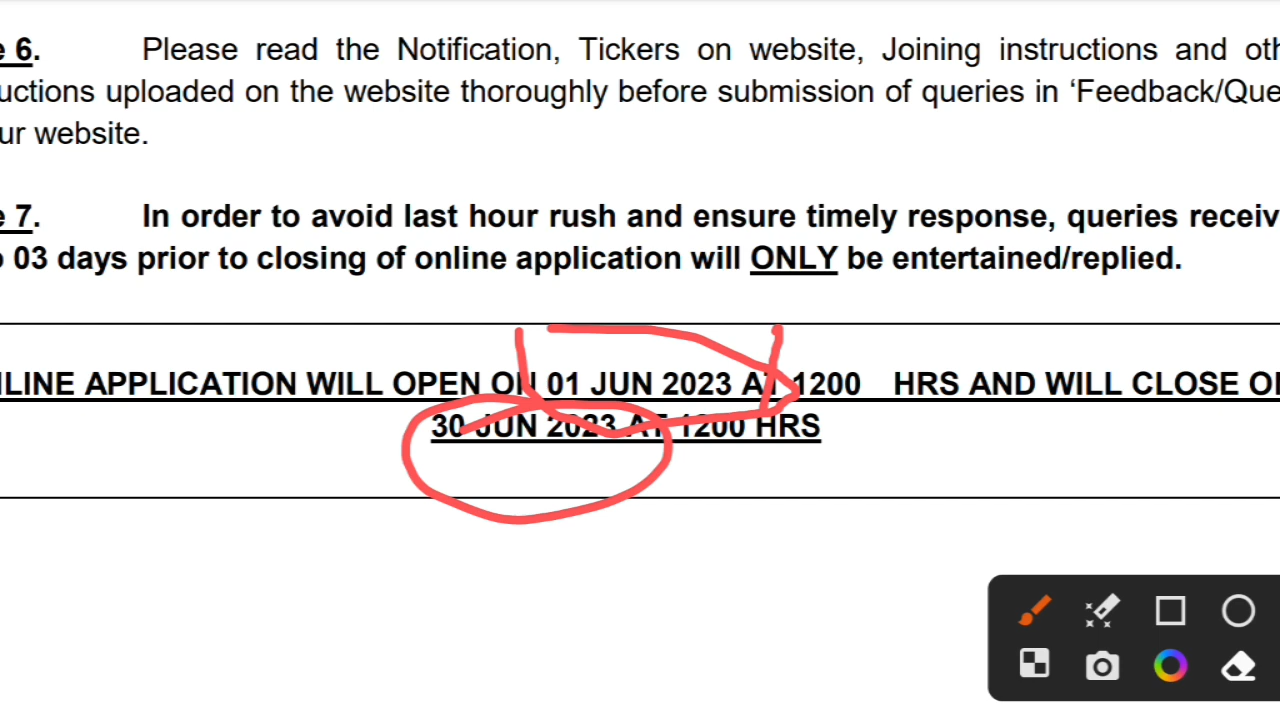 e 6. Please read the Notification, Tickers on website, Joining instructions and oth
uctions uploaded on the website thoroughly before submission of queries in ‘Feedback/Que
ur website.
e 7. In order to avoid last hour rush and ensure timely response, queries receiv
o 03 days prior to closing of online application will ONLY be entertained/replied.
LINE APPLICATION WILL OPEN ON 01 JUN 2023 AT 1200 HRS AND WILL CLOSE ON
30 JUN 2023 AT 1200 HRS